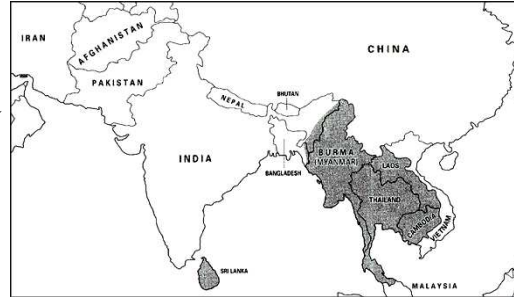 IRAN
AFGHANISTAN
PAKISTAN
CHINA
NEPAL
BHUTAN
INDIA
BANGLADESH
BURMA
(MYANMAR)
LAOS
THAILAND
CAMBODIA
VIETNAM
SRI LANKA
MALAYSIA